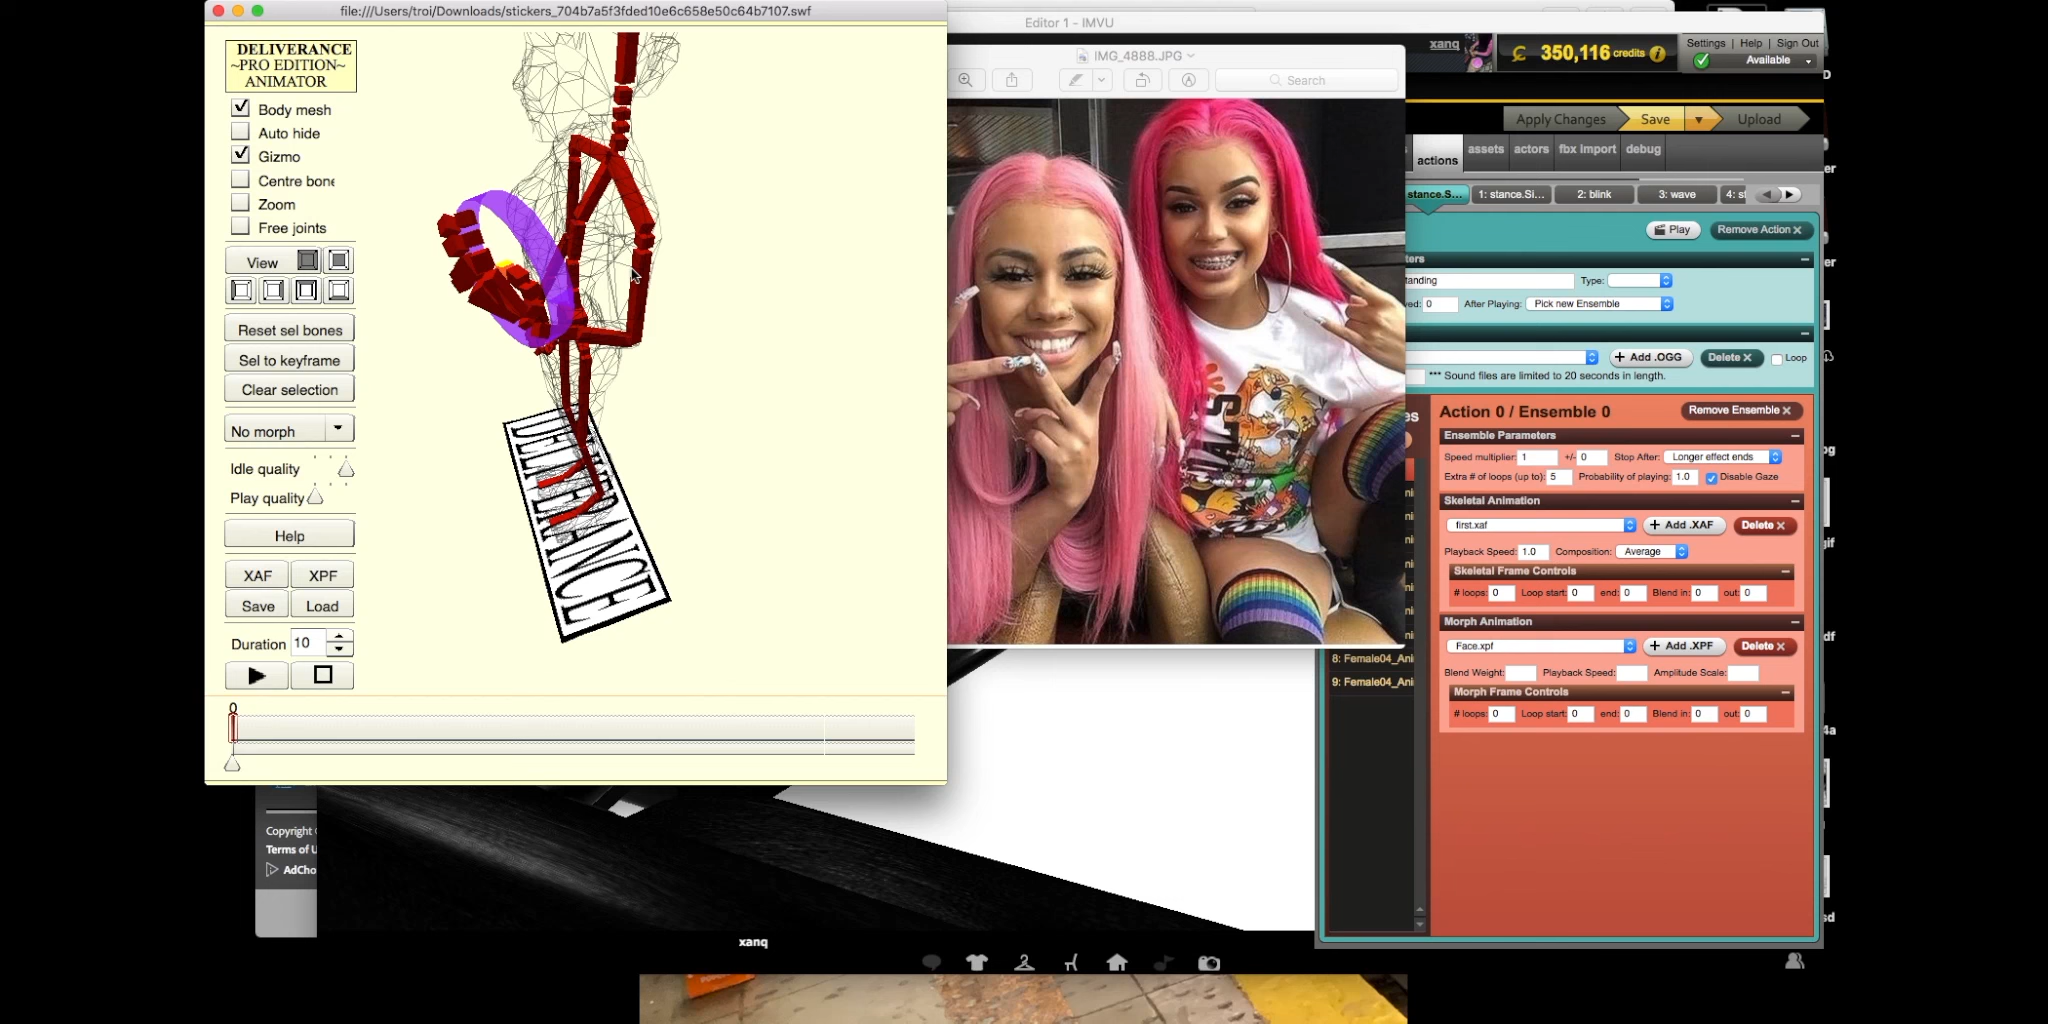 file:///Users/troi/Downloads/stickers_704b7a5f3fded10e6c658e50c64b7107.swf
DELIVERANCE
~PRO EDITION~
ANIMATOR
Body mesh
Auto hide
Gizmo
Centre bone
Zoom
Free joints
View
Reset sel bones
Sel to keyframe
Clear selection
No morph
Idle quality
Play quality
Help
XAF XPF
Save Load
Duration 10
0
DELIVERANCE
Copyright
Terms of U
AdCho
xanq
IMG_4888.JPG
Search
Editor 1 - IMVU
xanq
350,116 credits
Settings | Help | Sign Out
Available
Apply Changes Save Upload
actions assets actors fbx import debug
stance.S... 1: stance.Si... 2: blink 3: wave 4: st
Play Remove Action
ters
tanding Type:
ved: 0 After Playing: Pick new Ensemble
Add .OGG Delete Loop
*** Sound files are limited to 20 seconds in length.
es
Action 0 / Ensemble 0 Remove Ensemble
Ensemble Parameters
Speed multiplier: 1 +/- 0 Stop After: Longer effect ends
Extra # of loops (up to): 5 Probability of playing: 1.0 Disable Gaze
Skeletal Animation
first.xaf Add .XAF Delete
Playback Speed: 1.0 Composition: Average
Skeletal Frame Controls
# loops: 0 Loop start: 0 end: 0 Blend in: 0 out: 0
Morph Animation
Face.xpf Add .XPF Delete
Blend Weight: Playback Speed: Amplitude Scale:
Morph Frame Controls
# loops: 0 Loop start: 0 end: 0 Blend in: 0 out: 0
8: Female04_Ani
9: Female04_Ani